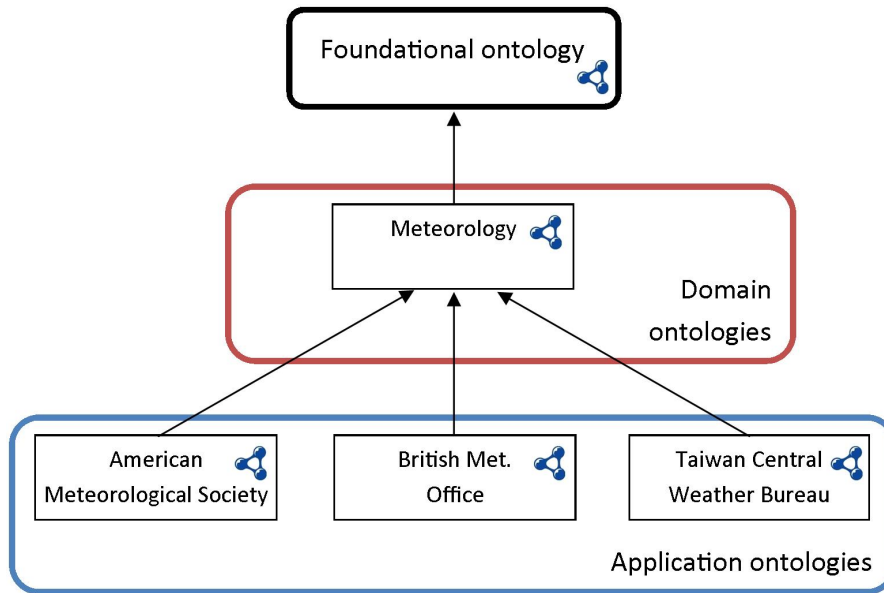 Foundational ontology
Meteorology
Domain
ontologies
American
Meteorological Society
British Met.
Office
Taiwan Central
Weather Bureau
Application ontologies